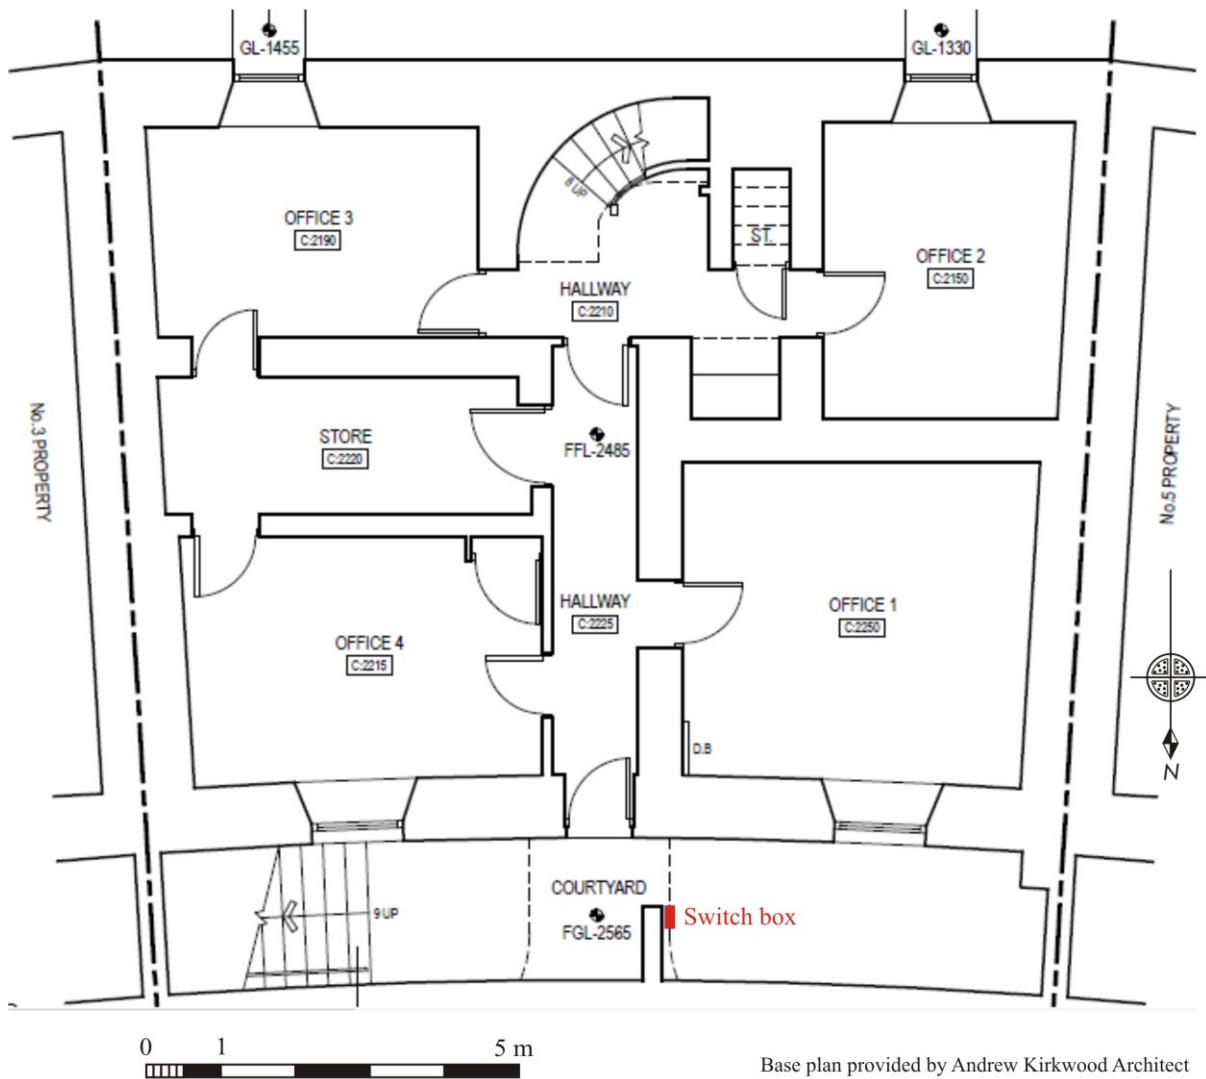 GL-1455
GL-1330
8 UP
ST.
OFFICE 3
C:2190
OFFICE 2
C:2150
HALLWAY
C:2210
No.3 PROPERTY
No.5 PROPERTY
STORE
C:2220
FFL-2485
HALLWAY
C:2225
OFFICE 1
C:2250
OFFICE 4
C:2215
D.B
N
COURTYARD
9 UP
FGL-2565
Switch box
0 1 5 m
Base plan provided by Andrew Kirkwood Architect